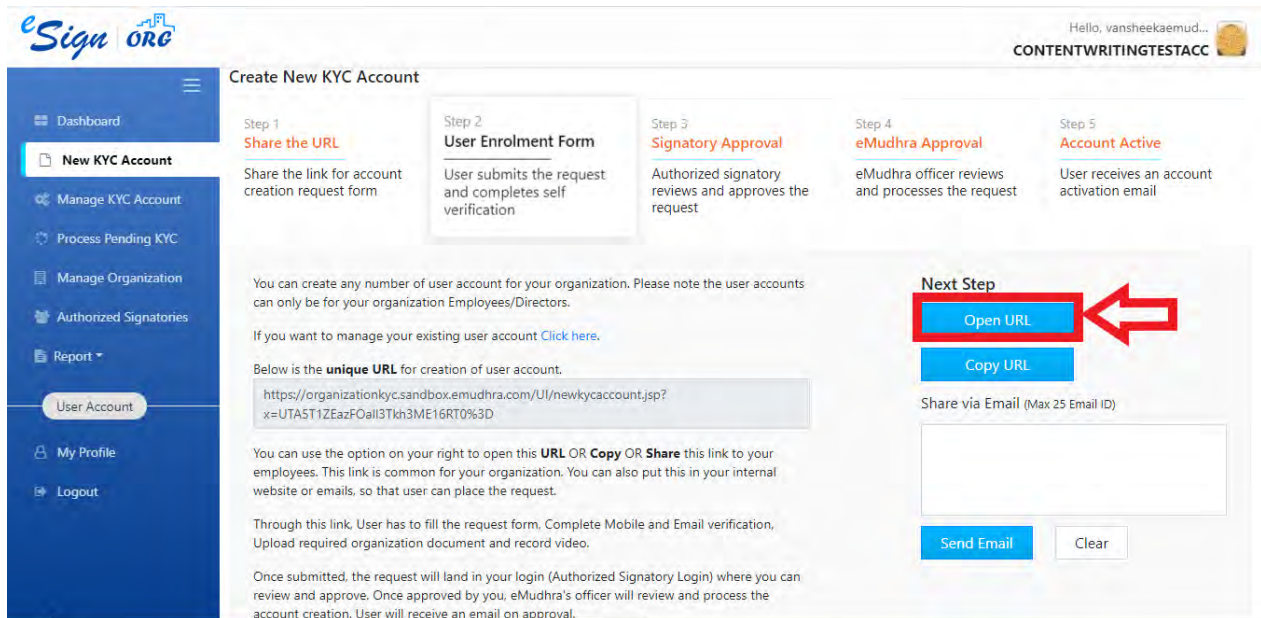 eSign ORG
Hello, vansheekaemud...
CONTENTWRITINGTESTACC
Dashboard
New KYC Account
Manage KYC Account
Process Pending KYC
Manage Organization
Authorized Signatories
Report
User Account
My Profile
Logout
Create New KYC Account
Step 1
Share the URL
Share the link for account
creation request form
Step 2
User Enrolment Form
User submits the request
and completes self
verification
Step 3
Signatory Approval
Authorized signatory
reviews and approves the
request
Step 4
eMudhra Approval
eMudhra officer reviews
and processes the request
Step 5
Account Active
User receives an account
activation email
You can create any number of user account for your organization. Please note the user accounts
can only be for your organization Employees/Directors.
If you want to manage your existing user account Click here.
Below is the unique URL for creation of user account.
https://organizationkyc.sandbox.emudhra.com/UI/newkycaccount.jsp?
x=UTA5T1ZEazFOall3Tkh3ME16RT0%3D
You can use the option on your right to open this URL OR Copy OR Share this link to your
employees. This link is common for your organization. You can also put this in your internal
website or emails, so that user can place the request.
Through this link, User has to fill the request form, Complete Mobile and Email verification,
Upload required organization document and record video.
Once submitted, the request will land in your login (Authorized Signatory Login) where you can
review and approve. Once approved by you, eMudhra's officer will review and process the
account creation. User will receive an email on approval.
Next Step
Open URL
Copy URL
Share via Email (Max 25 Email ID)
Send Email
Clear